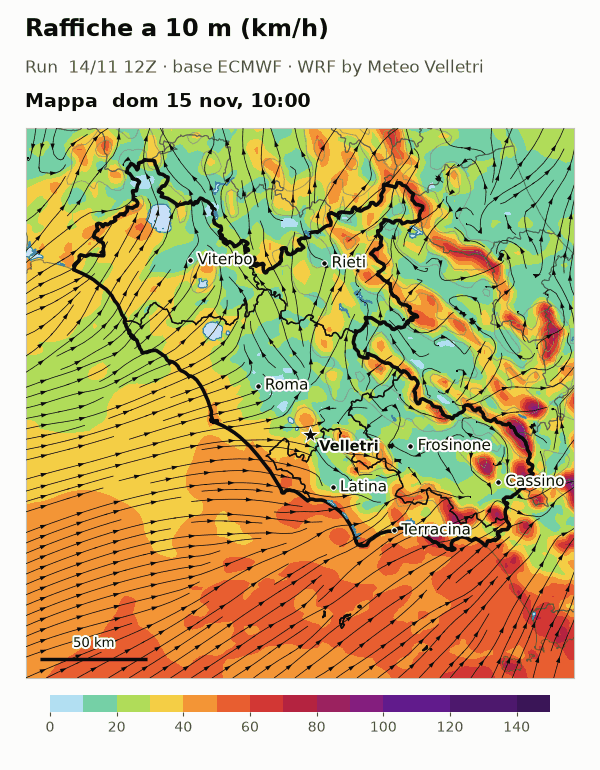 Raffiche a 10 m (km/h)
Run  14/11 12Z · base ECMWF · WRF by Meteo Velletri
Mappa  dom 15 nov, 10:00
Viterbo
Rieti
Roma
Velletri
Frosinone
Latina
Cassino
Terracina
50 km
0 20 40 60 80 100 120 140